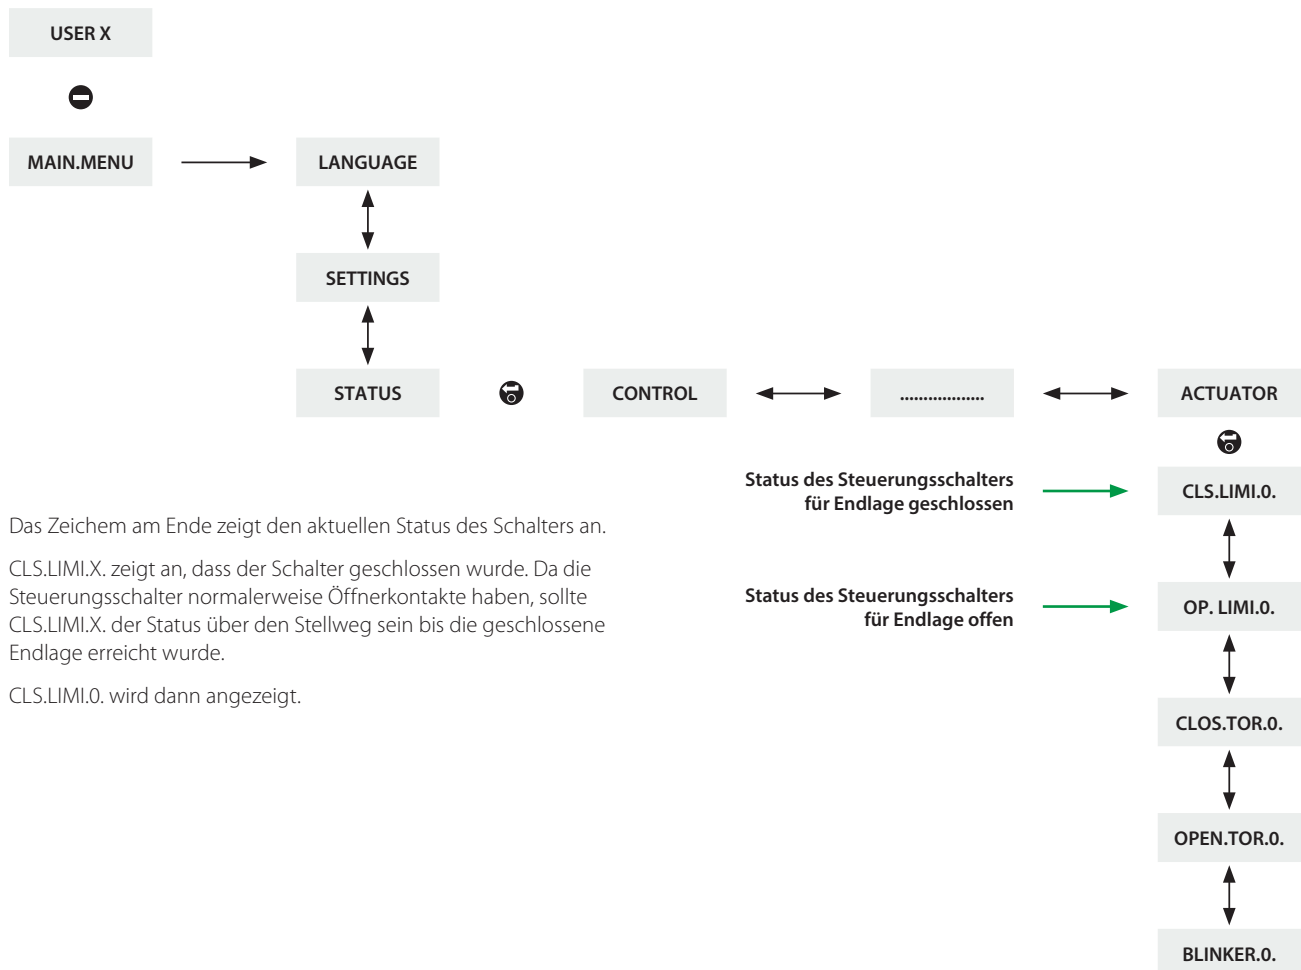 USER X
MAIN.MENU
LANGUAGE
SETTINGS
STATUS
CONTROL
..................
ACTUATOR
Status des Steuerungsschalters
für Endlage geschlossen
CLS.LIMI.0.
Das Zeichem am Ende zeigt den aktuellen Status des Schalters an.
CLS.LIMI.X. zeigt an, dass der Schalter geschlossen wurde. Da die
Steuerungsschalter normalerweise Öffnerkontakte haben, sollte
CLS.LIMI.X. der Status über den Stellweg sein bis die geschlossene
Endlage erreicht wurde.
CLS.LIMI.0. wird dann angezeigt.
Status des Steuerungsschalters
für Endlage offen
OP. LIMI.0.
CLOS.TOR.0.
OPEN.TOR.0.
BLINKER.0.